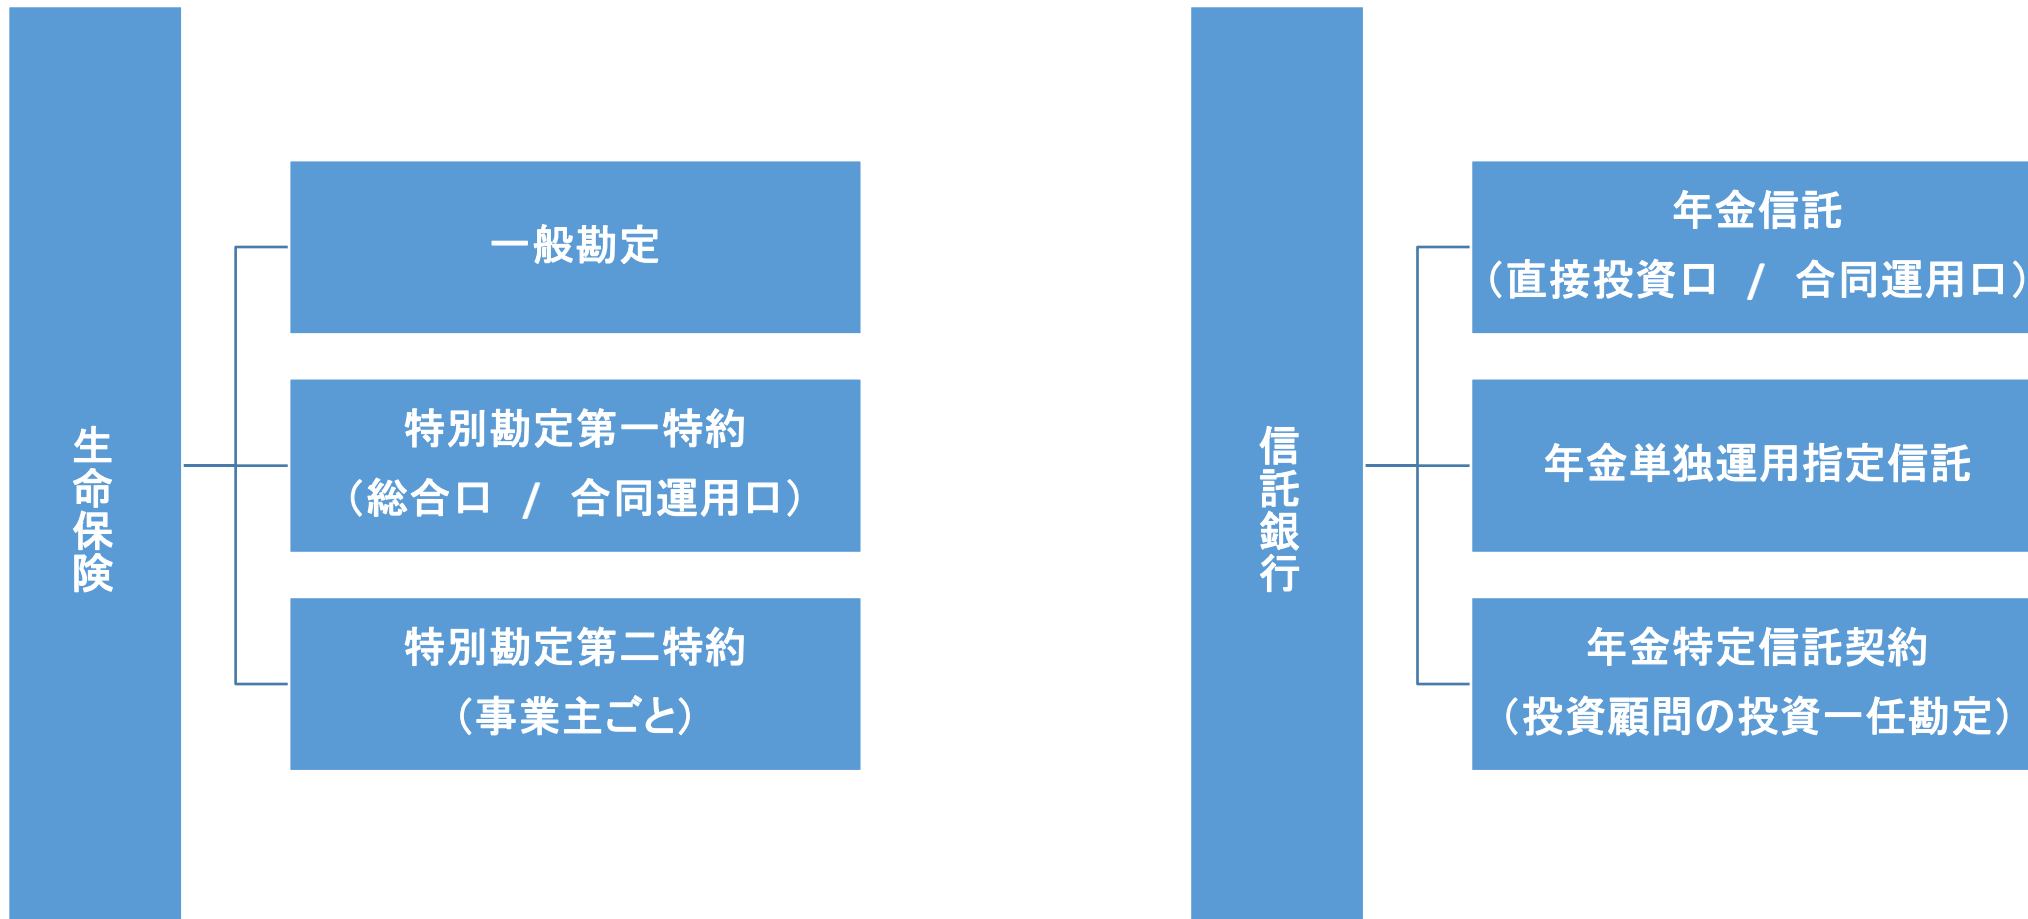 生命保険
一般勘定
特別勘定第一特約
（総合口 / 合同運用口）
特別勘定第二特約
（事業主ごと）
信託銀行
年金信託
（直接投資口 / 合同運用口）
年金単独運用指定信託
年金特定信託契約
（投資顧問の投資一任勘定）